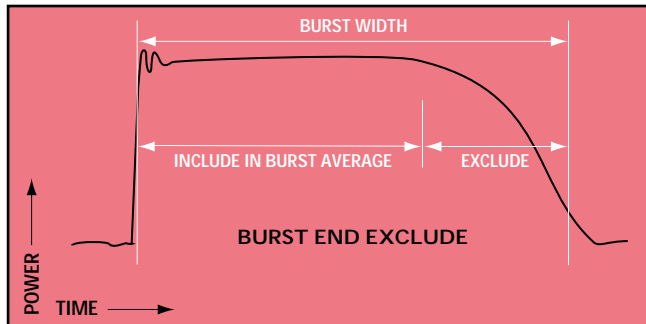 BURST WIDTH
INCLUDE IN BURST AVERAGE
EXCLUDE
BURST END EXCLUDE
POWER
TIME